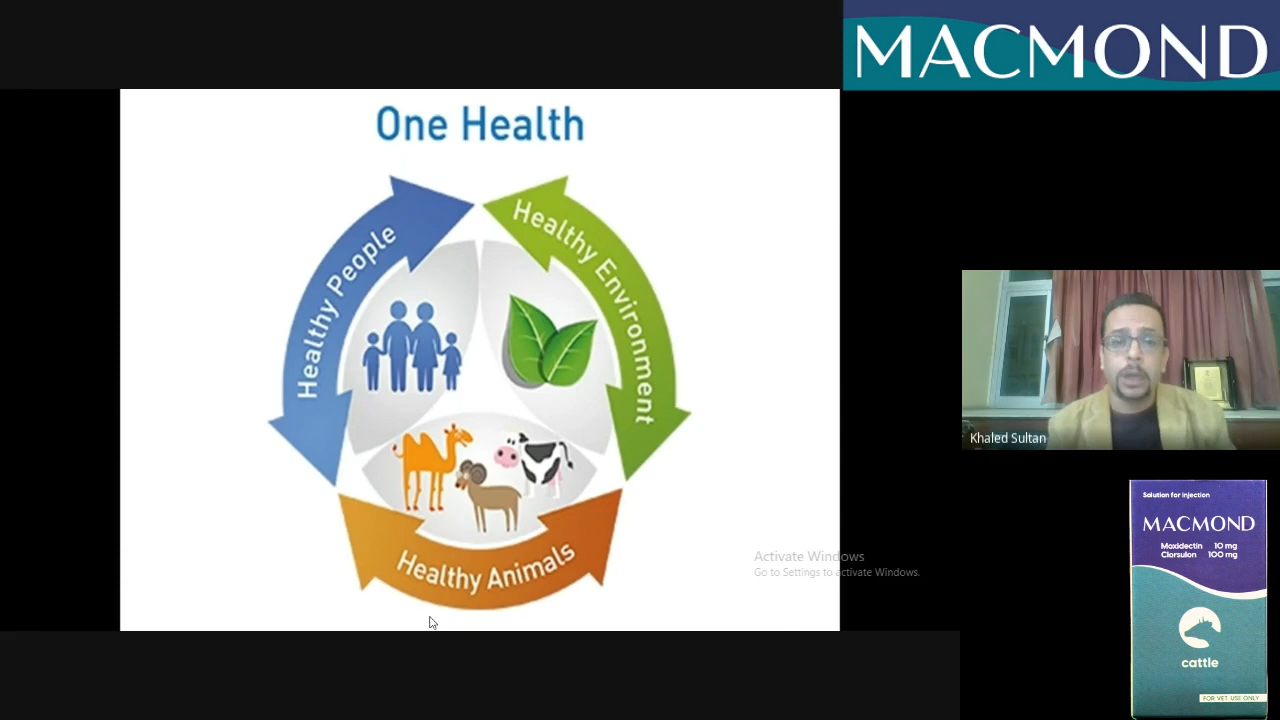 MACMOND
One Health
Healthy People
Healthy Environment
Healthy Animals
Khaled Sultan
Activate Windows
Go to Settings to activate Windows.
Solution for injection
MACMOND
Moxidectin 10 mg
Clorsulon 100 mg
cattle
FOR VET. USE ONLY